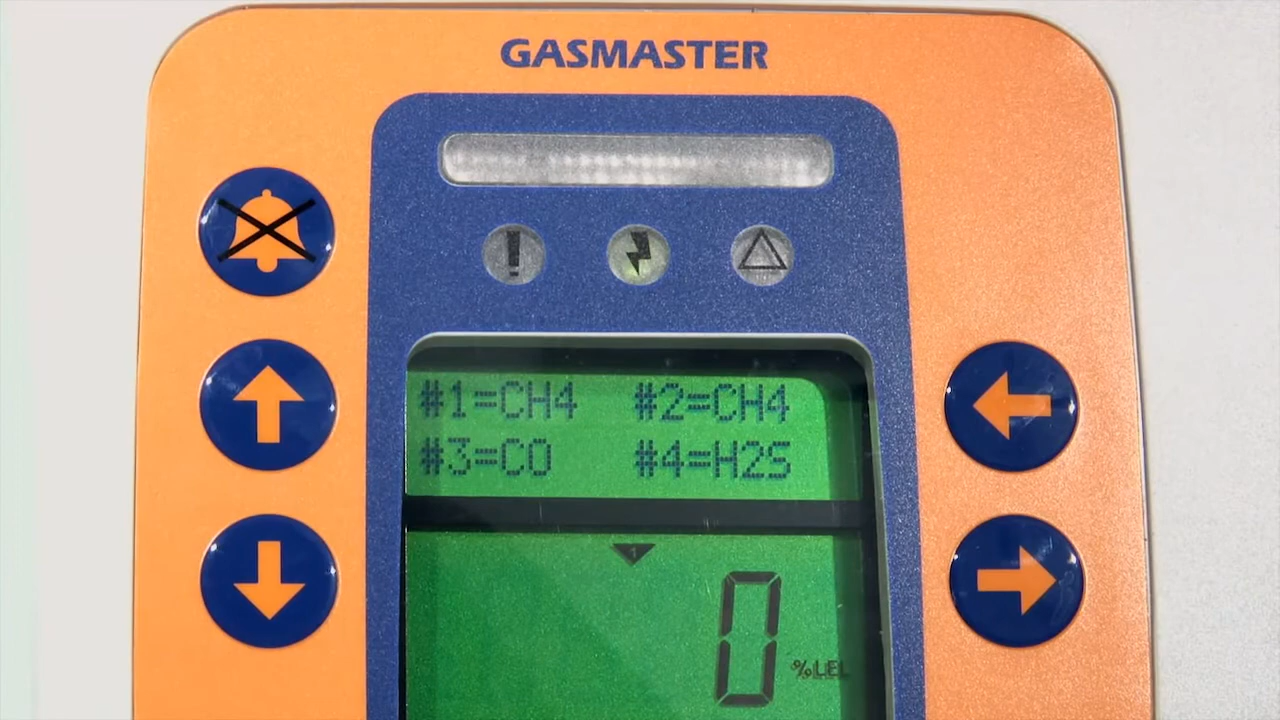 GASMASTER
!
#1=CH4 #2=CH4
#3=CO #4=H2S
1
0
%LEL